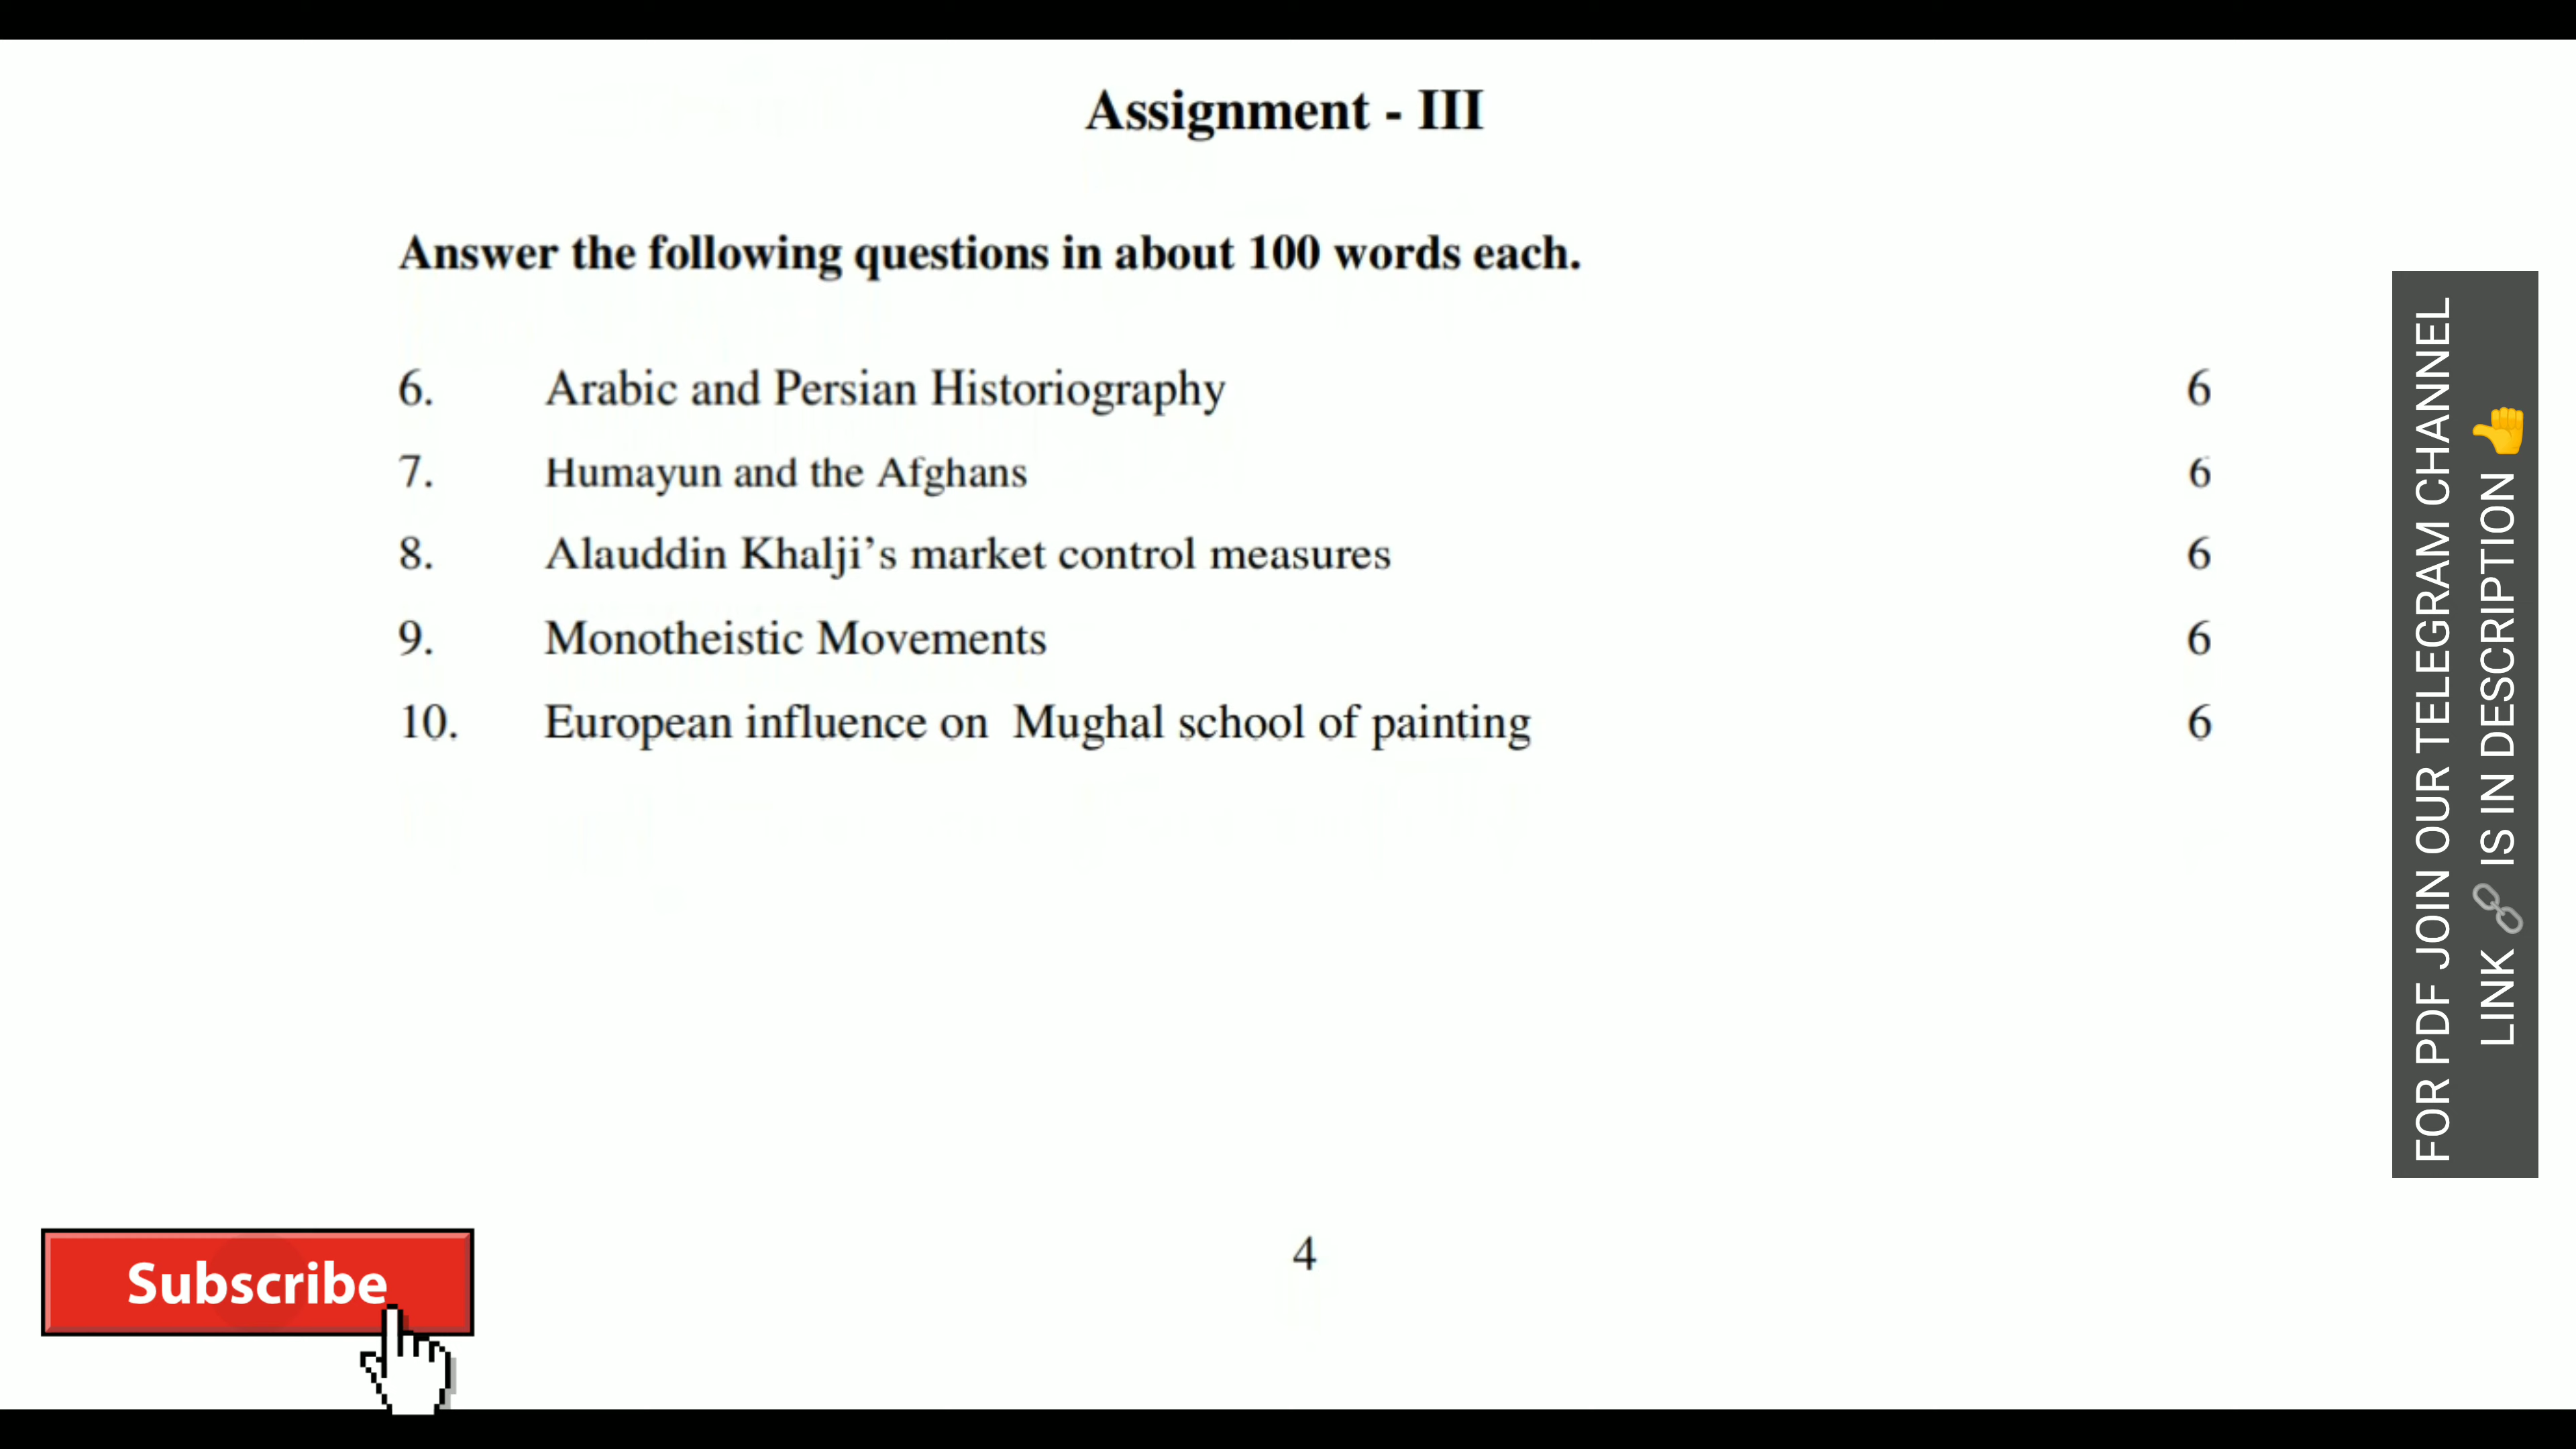 Assignment - III
Answer the following questions in about 100 words each.
6. Arabic and Persian Historiography 6
7. Humayun and the Afghans 6
8. Alauddin Khalji’s market control measures 6
9. Monotheistic Movements 6
10. European influence on Mughal school of painting 6
4
Subscribe
FOR PDF JOIN OUR TELEGRAM CHANNEL
LINK 🔗 IS IN DESCRIPTION 👍